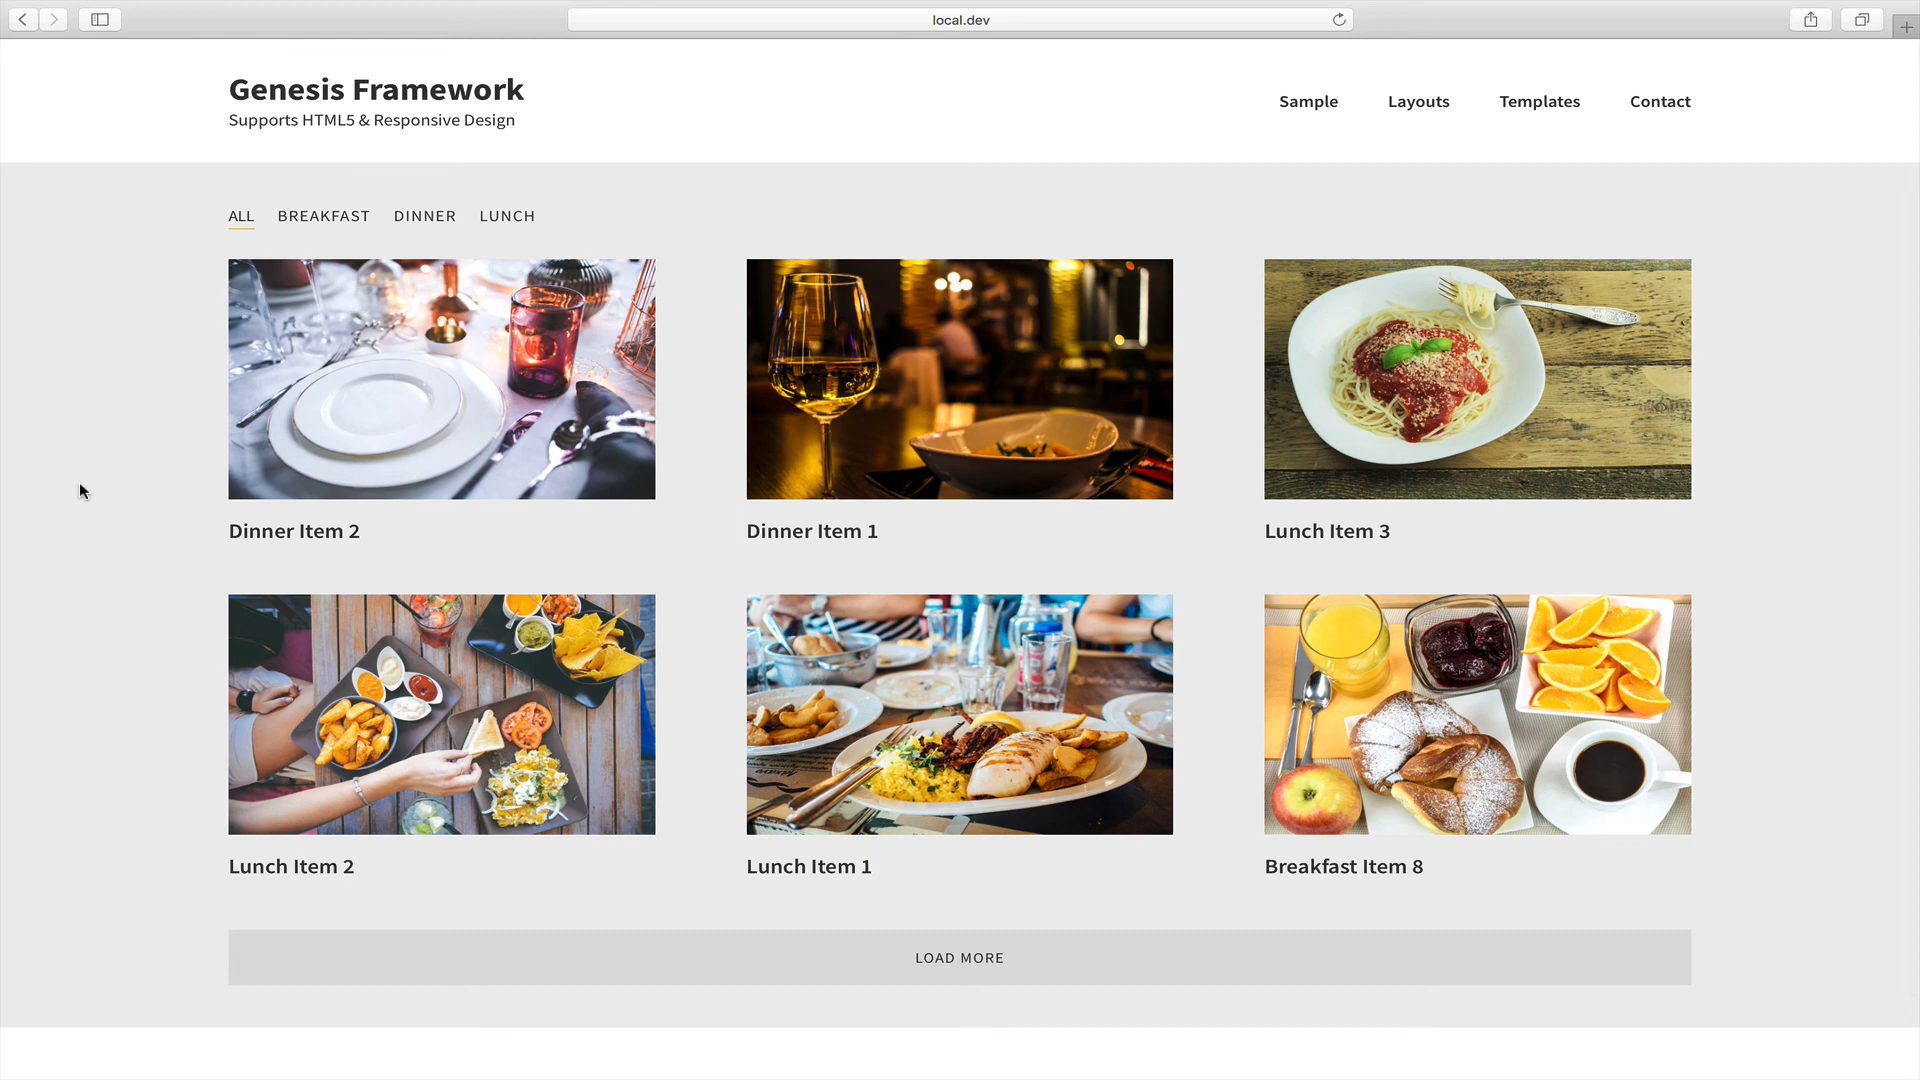 local.dev
Genesis Framework
Supports HTML5 & Responsive Design
Sample Layouts Templates Contact
ALL BREAKFAST DINNER LUNCH
Dinner Item 2
Dinner Item 1
Lunch Item 3
Lunch Item 2
Lunch Item 1
Breakfast Item 8
LOAD MORE